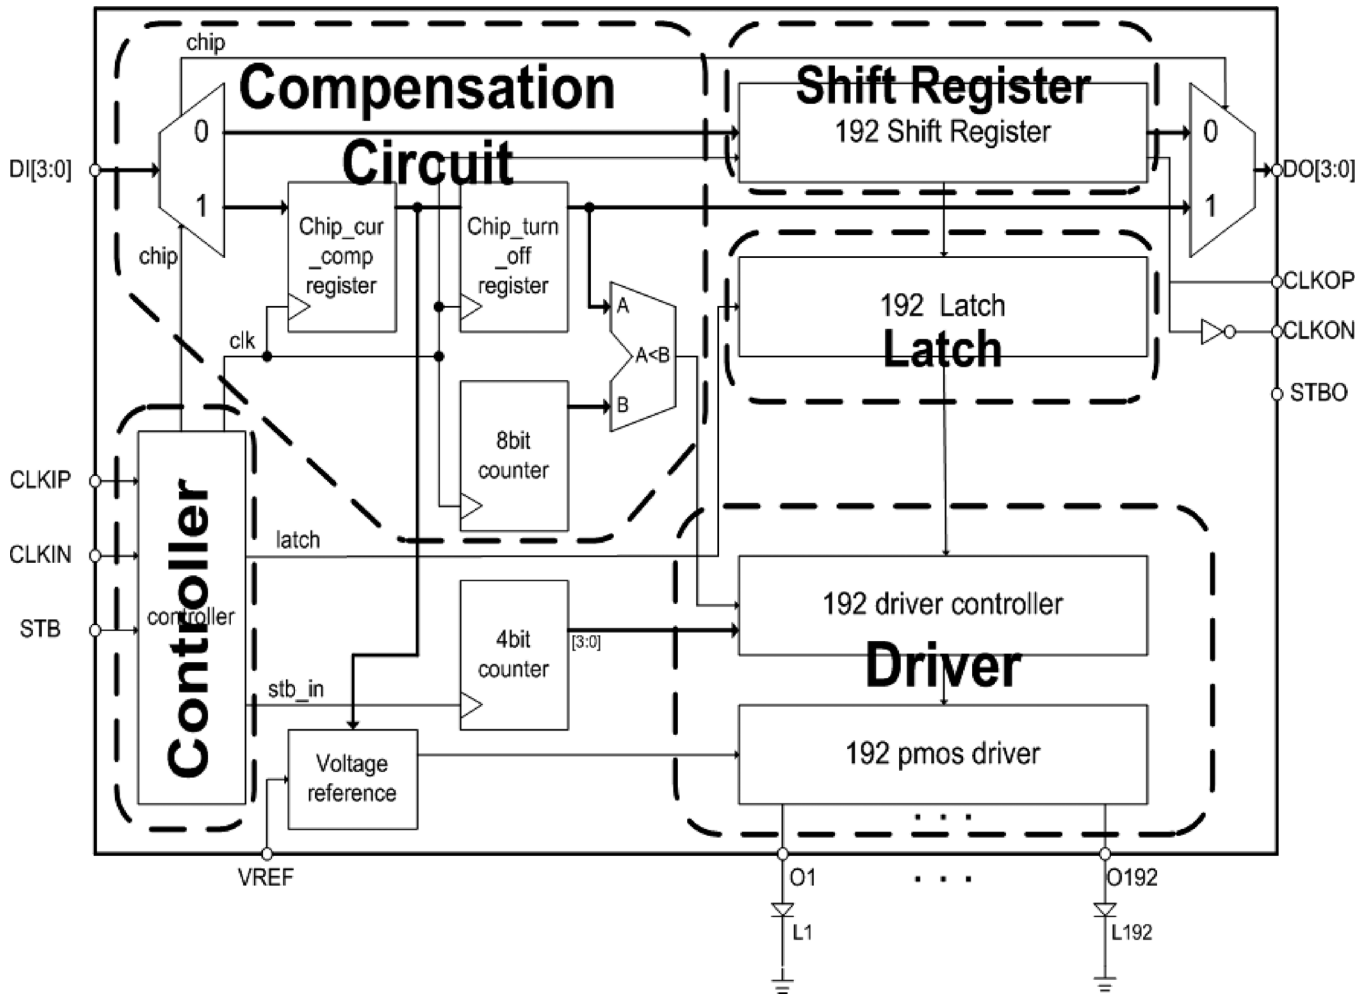 chip
Compensation
Circuit
Shift Register
192 Shift Register
0
1
0
1
DI[3:0]
DO[3:0]
chip
Chip_cur
_comp
register
Chip_turn
_off
register
clk
A
A<B
B
8bit
counter
192 Latch
Latch
CLKOP
CLKON
STBO
CLKIP
CLKIN
STB
controller
Controller
latch
stb_in
4bit
counter
[3:0]
192 driver controller
Driver
192 pmos driver
Voltage
reference
. . .
VREF
O1
. . .
O192
L1
L192